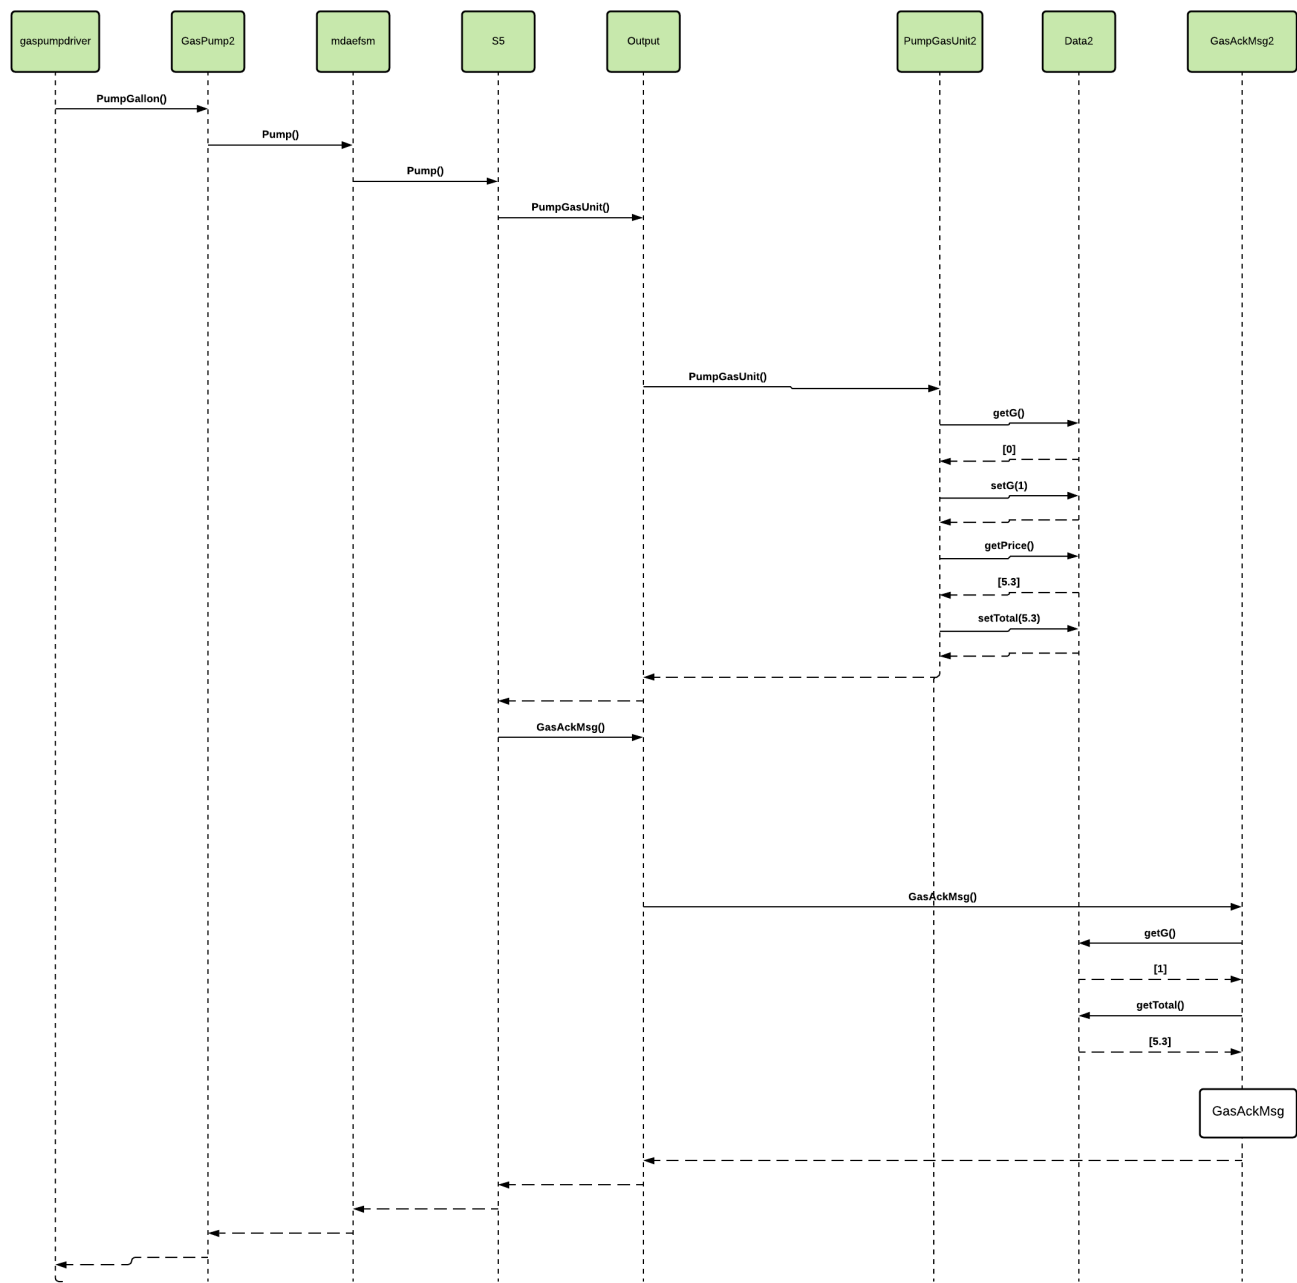 gaspumpdriver
GasPump2
mdaefsm
S5
Output
PumpGasUnit2
Data2
GasAckMsg2
PumpGallon()
Pump()
Pump()
PumpGasUnit()
PumpGasUnit()
getG()
[0]
setG(1)
getPrice()
[5.3]
setTotal(5.3)
GasAckMsg()
GasAckMsg()
getG()
[1]
getTotal()
[5.3]
GasAckMsg